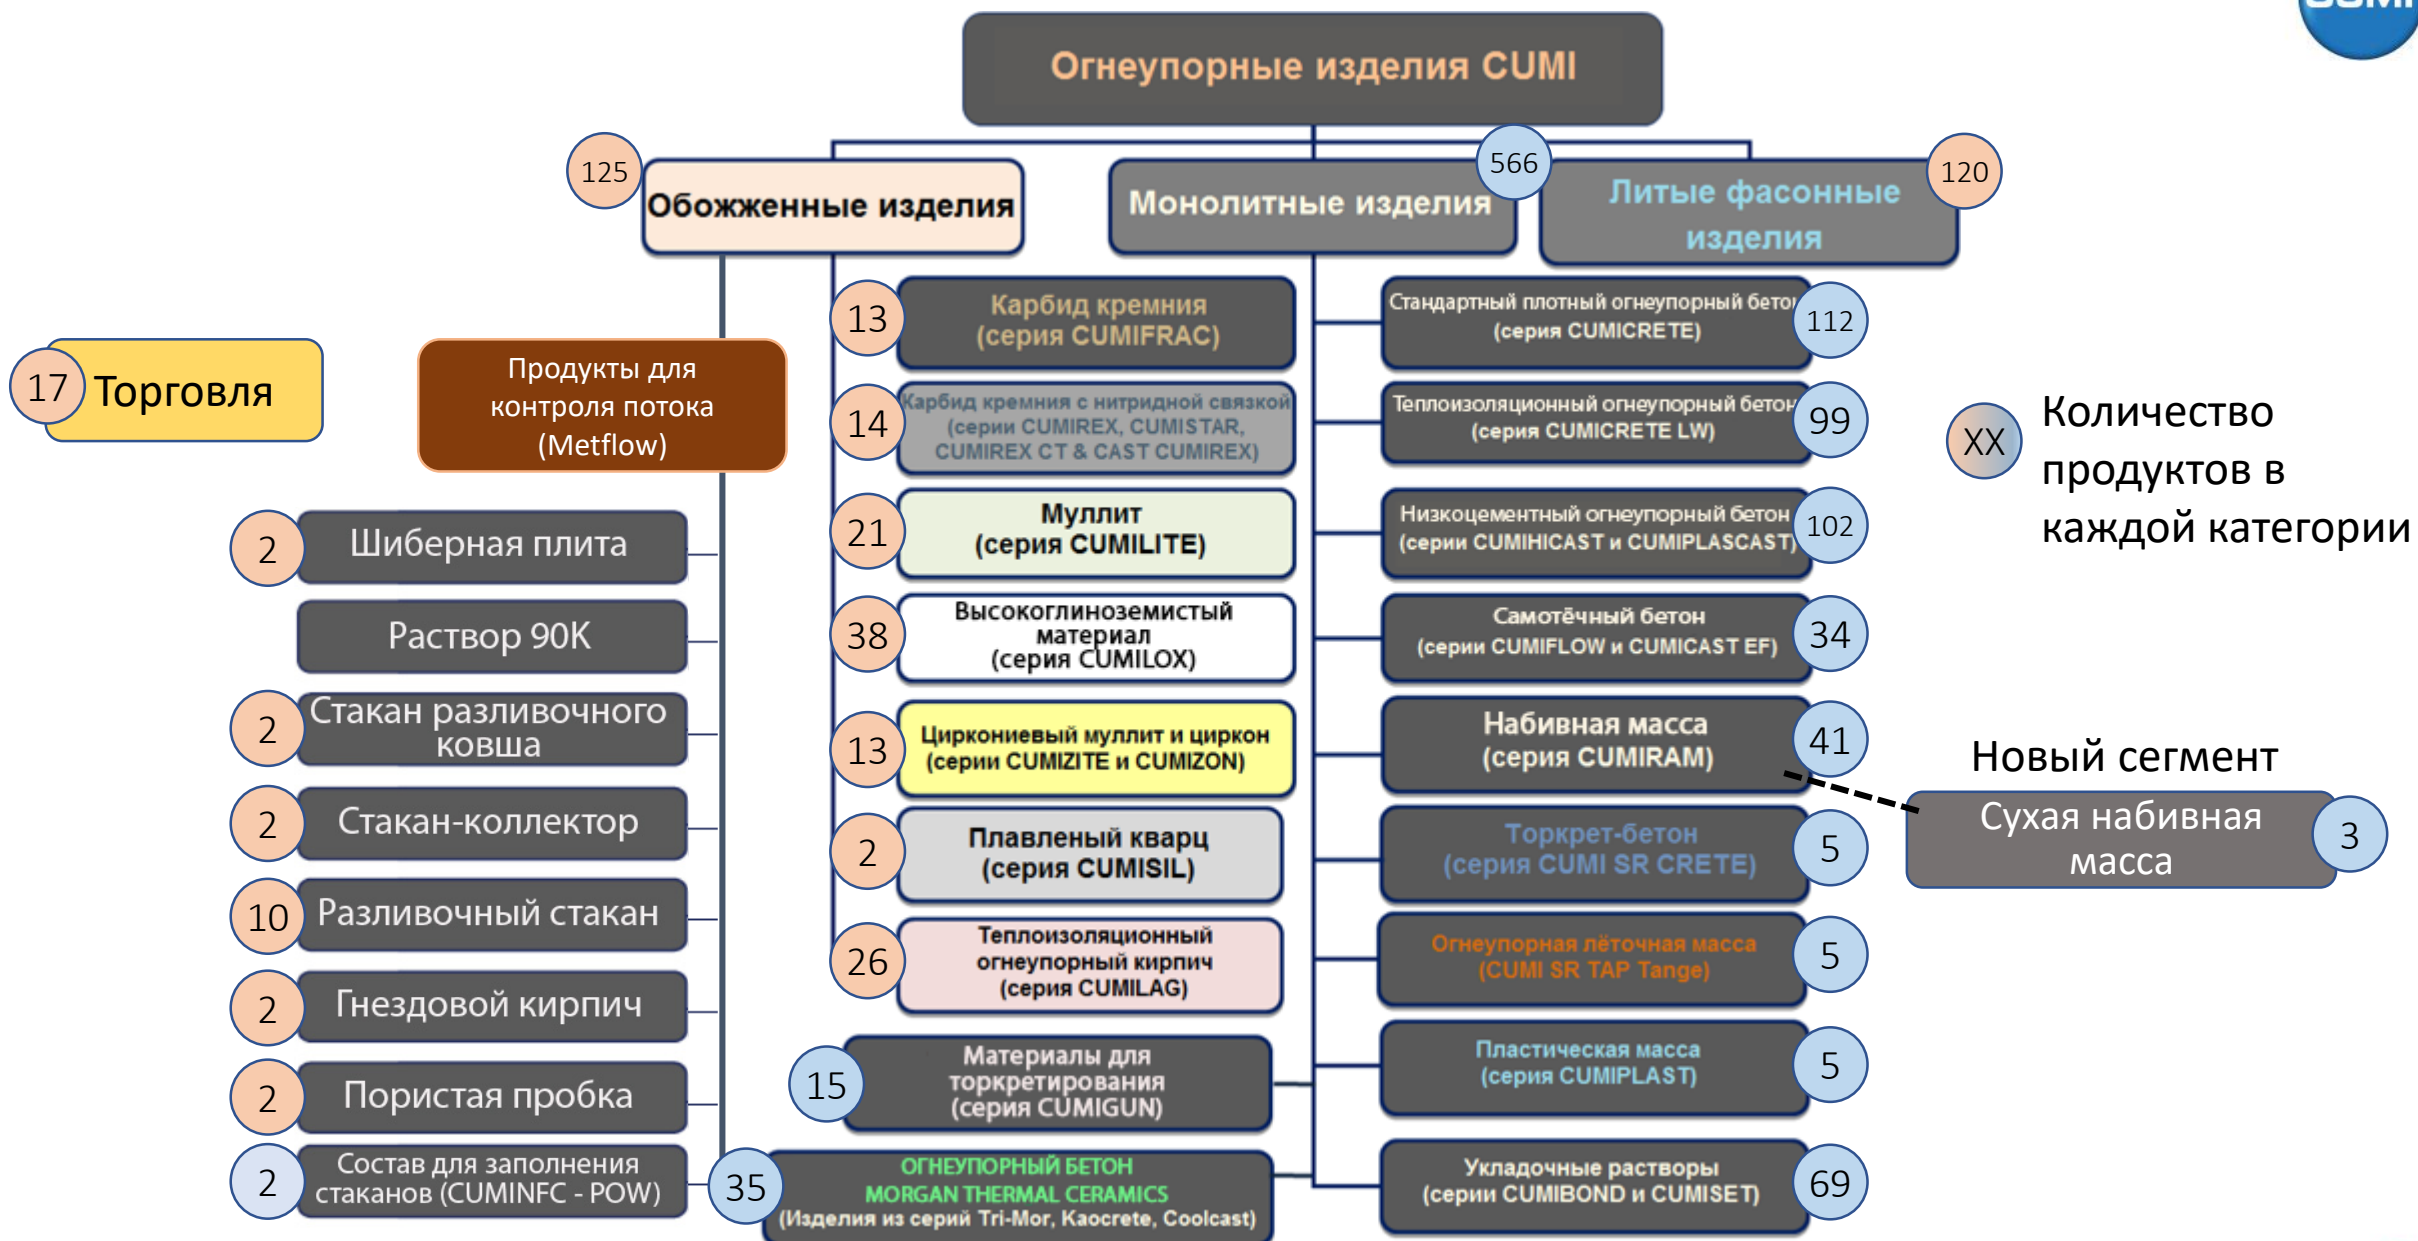 CUMI
Огнеупорные изделия CUMI
125
Обожженные изделия
566
Монолитные изделия
120
Литые фасонные
изделия
17
Торговля
Продукты для
контроля потока
(Metflow)
2
Шиберная плита
Раствор 90К
2
Стакан разливочного
ковша
2
Стакан-коллектор
10
Разливочный стакан
2
Гнездовой кирпич
2
Пористая пробка
2
Состав для заполнения
стаканов (CUMINFC - POW)
13
Карбид кремния
(серия CUMIFRAC)
14
Карбид кремния с нитридной связкой
(серии CUMIREX, CUMISTAR,
CUMIREX CT & CAST CUMIREX)
21
Муллит
(серия CUMILITE)
38
Высокоглиноземистый
материал
(серия CUMILOX)
13
Циркониевый муллит и циркон
(серии CUMIZITE и CUMIZON)
2
Плавленый кварц
(серия CUMISIL)
26
Теплоизоляционный
огнеупорный кирпич
(серия CUMILAG)
15
Материалы для
торкретирования
(серия CUMIGUN)
35
ОГНЕУПОРНЫЙ БЕТОН
MORGAN THERMAL CERAMICS
(Изделия из серий Tri-Mor, Kaocrete, Coolcast)
Стандартный плотный огнеупорный бетон
(серия CUMICRETE)
112
Теплоизоляционный огнеупорный бетон
(серия CUMICRETE LW)
99
Низкоцементный огнеупорный бетон
(серии CUMIHICAST и CUMIPLASCAST)
102
Самотёчный бетон
(серии CUMIFLOW и CUMICAST EF)
34
Набивная масса
(серия CUMIRAM)
41
Торкрет-бетон
(серия CUMI SR CRETE)
5
Огнеупорная лёточная масса
(CUMI SR TAP Tange)
5
Пластическая масса
(серия CUMIPLAST)
5
Укладочные растворы
(серии CUMIBOND и CUMISET)
69
XX
Количество
продуктов в
каждой категории
Новый сегмент
Сухая набивная
масса
3